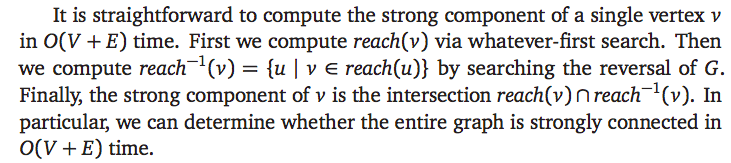 It is straightforward to compute the strong component of a single vertex v
in O(V + E) time. First we compute reach(v) via whatever-first search. Then
we compute reach⁻¹(v) = {u | v ∈ reach(u)} by searching the reversal of G.
Finally, the strong component of v is the intersection reach(v)∩reach⁻¹(v). In
particular, we can determine whether the entire graph is strongly connected in
O(V + E) time.